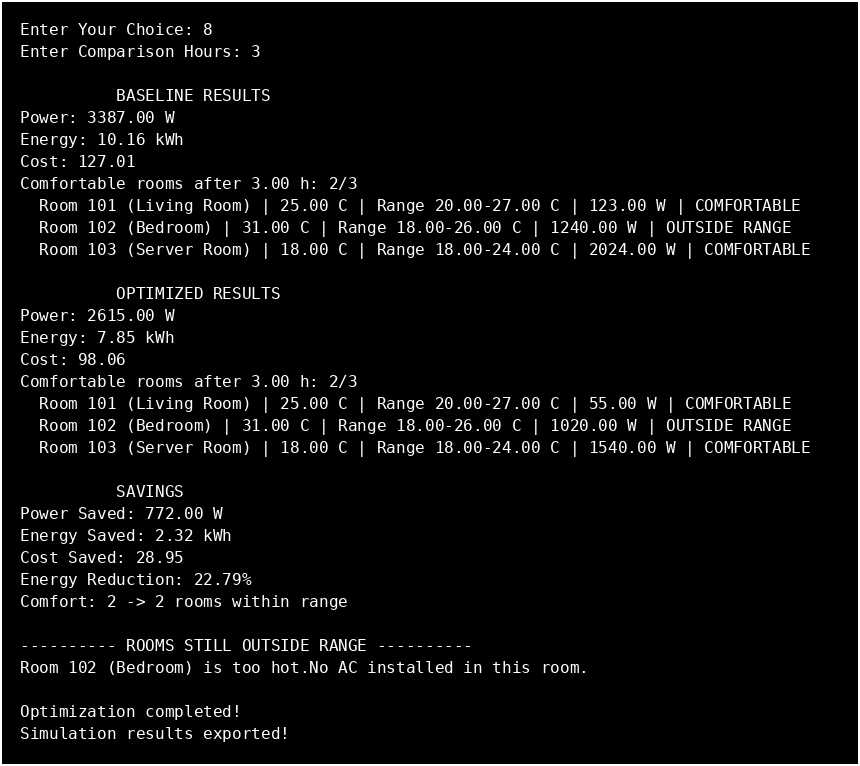 Enter Your Choice: 8
Enter Comparison Hours: 3
BASELINE RESULTS
Power: 3387.00 W
Energy: 10.16 kWh
Cost: 127.01
Comfortable rooms after 3.00 h: 2/3
Room 101 (Living Room) | 25.00 C | Range 20.00-27.00 C | 123.00 W | COMFORTABLE
Room 102 (Bedroom) | 31.00 C | Range 18.00-26.00 C | 1240.00 W | OUTSIDE RANGE
Room 103 (Server Room) | 18.00 C | Range 18.00-24.00 C | 2024.00 W | COMFORTABLE
OPTIMIZED RESULTS
Power: 2615.00 W
Energy: 7.85 kWh
Cost: 98.06
Comfortable rooms after 3.00 h: 2/3
Room 101 (Living Room) | 25.00 C | Range 20.00-27.00 C | 55.00 W | COMFORTABLE
Room 102 (Bedroom) | 31.00 C | Range 18.00-26.00 C | 1020.00 W | OUTSIDE RANGE
Room 103 (Server Room) | 18.00 C | Range 18.00-24.00 C | 1540.00 W | COMFORTABLE
SAVINGS
Power Saved: 772.00 W
Energy Saved: 2.32 kWh
Cost Saved: 28.95
Energy Reduction: 22.79%
Comfort: 2 -> 2 rooms within range
---------- ROOMS STILL OUTSIDE RANGE ----------
Room 102 (Bedroom) is too hot.No AC installed in this room.
Optimization completed!
Simulation results exported!